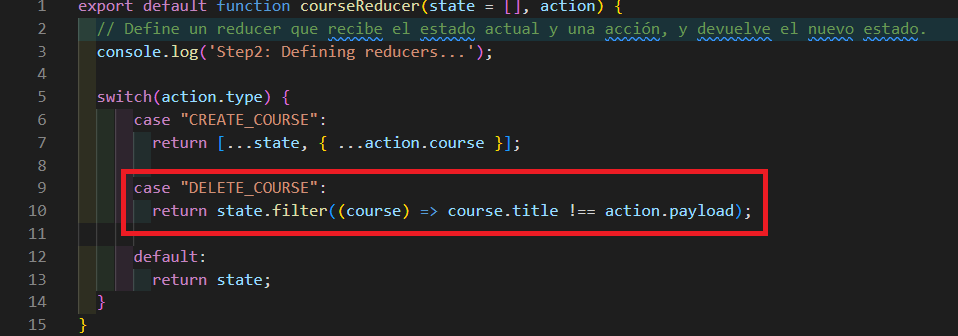 1 export default function courseReducer(state = [], action) {
2 // Define un reducer que recibe el estado actual y una acción, y devuelve el nuevo estado.
3 console.log('Step2: Defining reducers...');
4
5 switch(action.type) {
6 case "CREATE_COURSE":
7 return [...state, { ...action.course }];
8
9 case "DELETE_COURSE":
10 return state.filter((course) => course.title !== action.payload);
11
12 default:
13 return state;
14 }
15 }